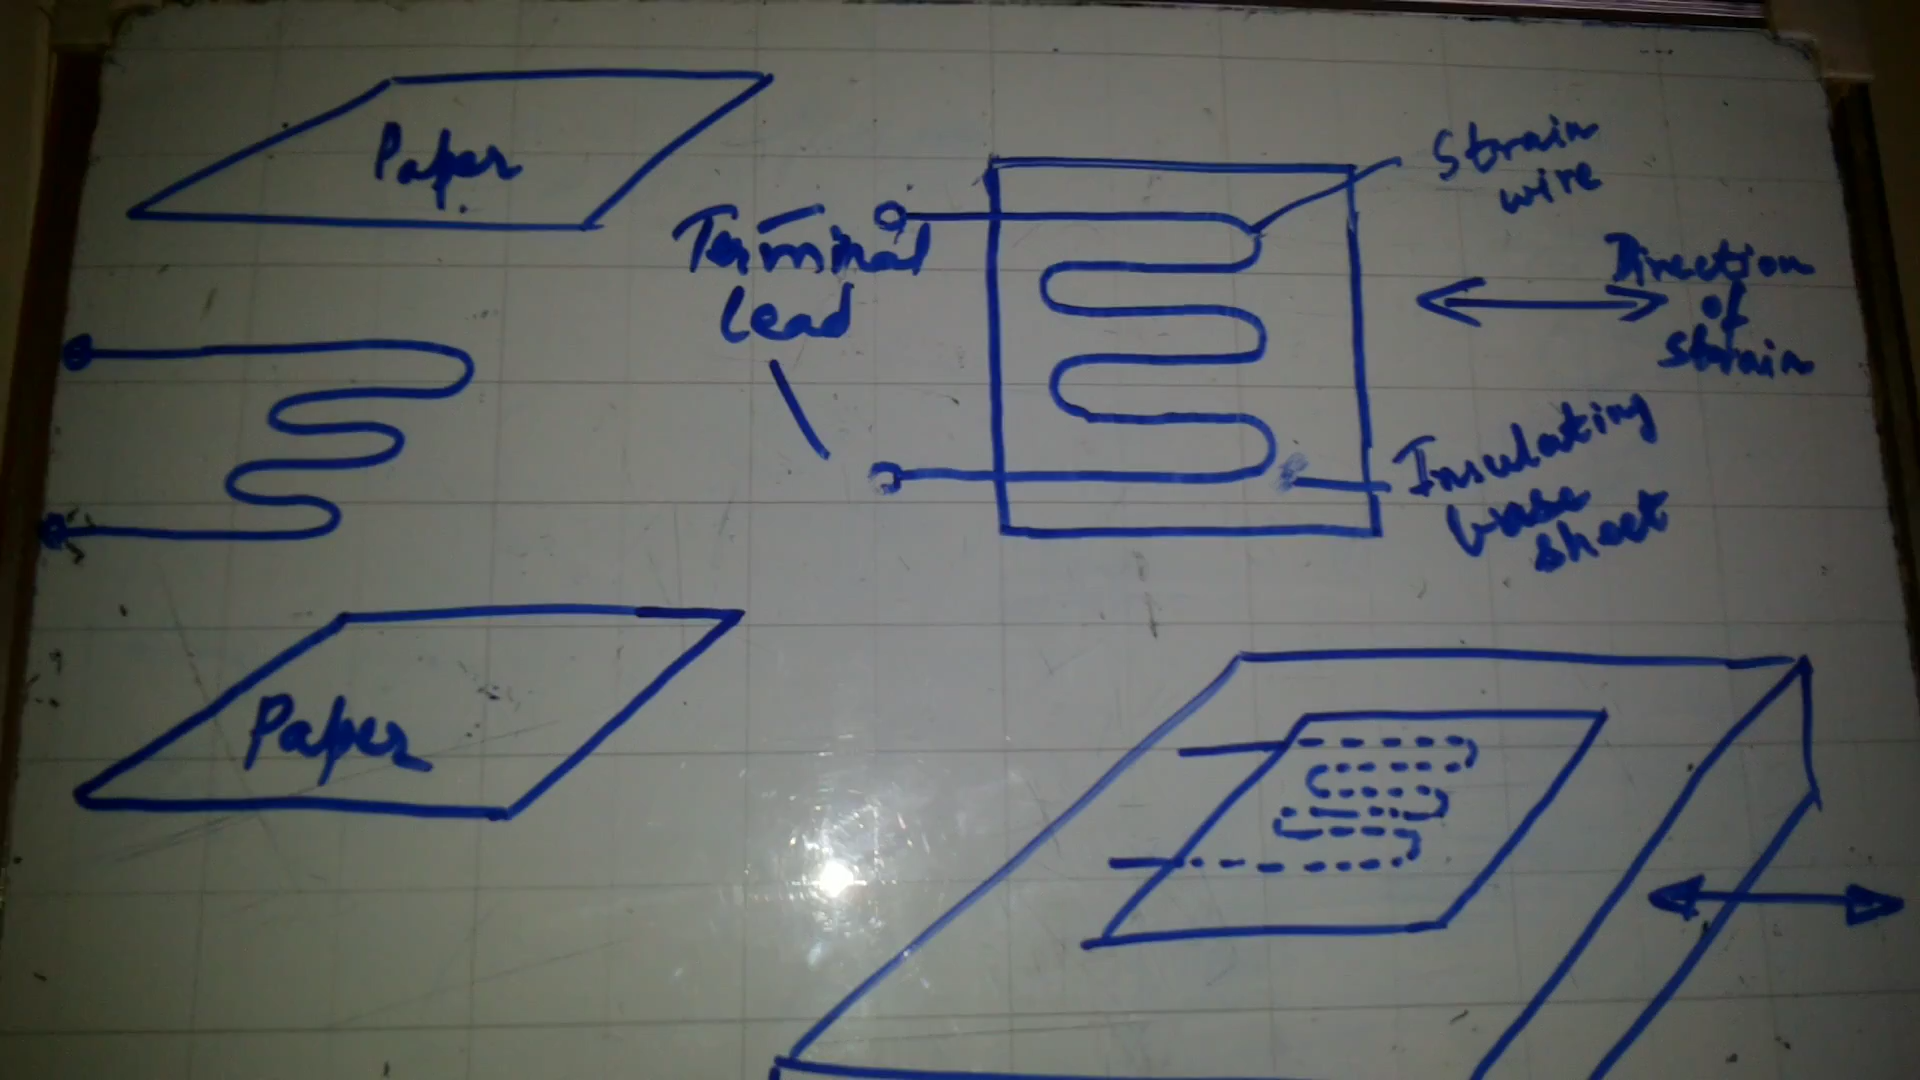 Paper
Terminal
Lead
Strain
wire
Direction
of
Strain
Insulating
base
sheet
Paper